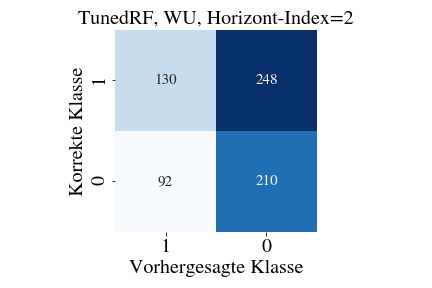 TunedRF, WU, Horizont-Index=2
Korrekte Klasse
1
130
248
0
92
210
1
0
Vorhergesagte Klasse